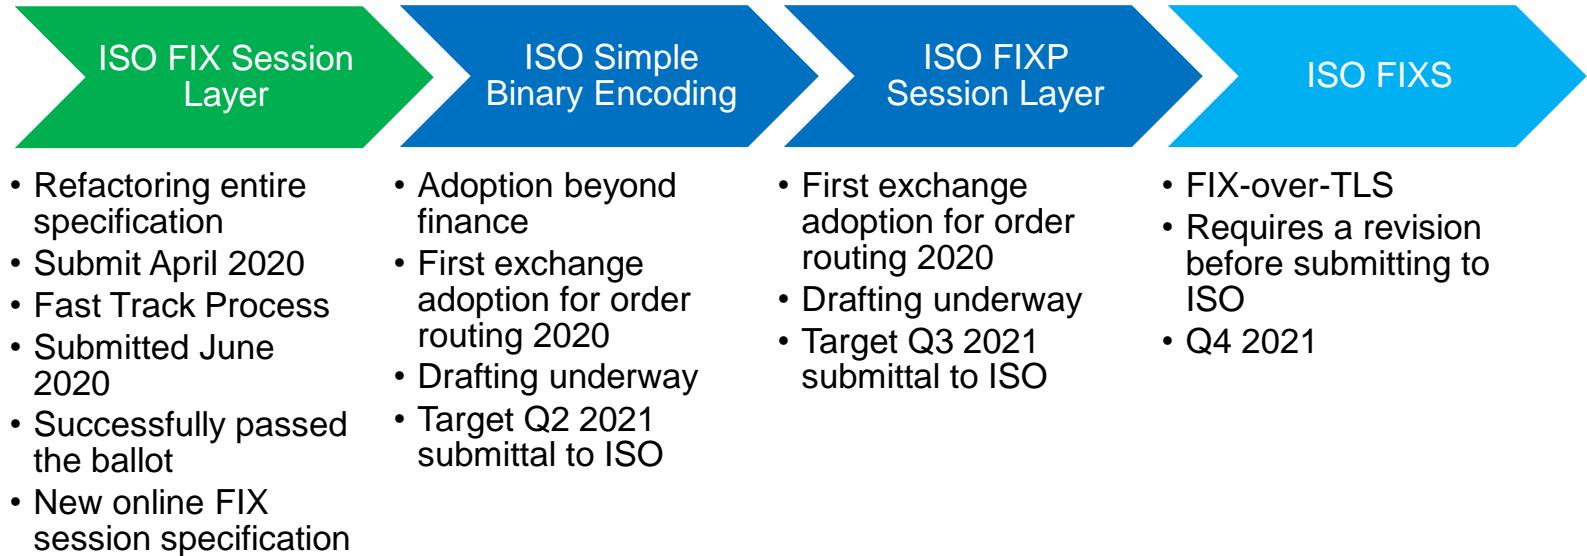 ISO FIX Session
Layer
• Refactoring entire
specification
• Submit April 2020
• Fast Track Process
• Submitted June
2020
• Successfully passed
the ballot
• New online FIX
session specification
ISO Simple
Binary Encoding
• Adoption beyond
finance
• First exchange
adoption for order
routing 2020
• Drafting underway
• Target Q2 2021
submittal to ISO
ISO FIXP
Session Layer
• First exchange
adoption for order
routing 2020
• Drafting underway
• Target Q3 2021
submittal to ISO
ISO FIXS
• FIX-over-TLS
• Requires a revision
before submitting to
ISO
• Q4 2021